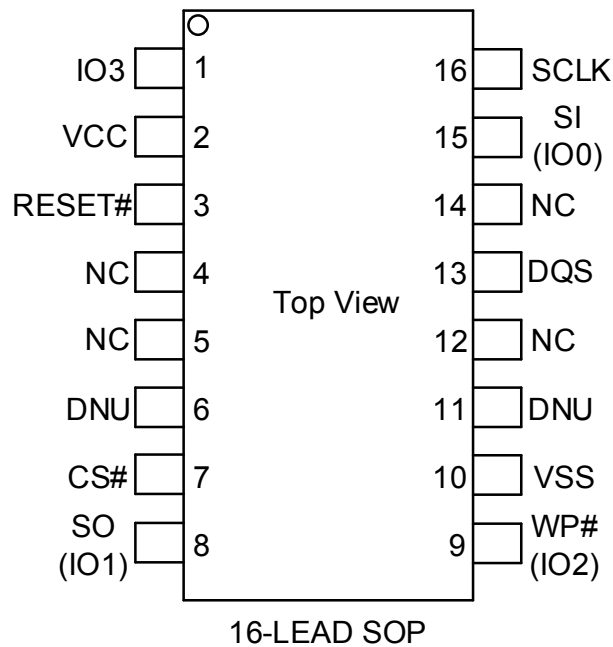 IO3 1 16 SCLK
VCC 2 15 SI
(IO0)
RESET# 3 14 NC
NC 4 13 DQS
Top View
NC 5 12 NC
DNU 6 11 DNU
CS# 7 10 VSS
SO 8 9 WP#
(IO1) (IO2)
16-LEAD SOP